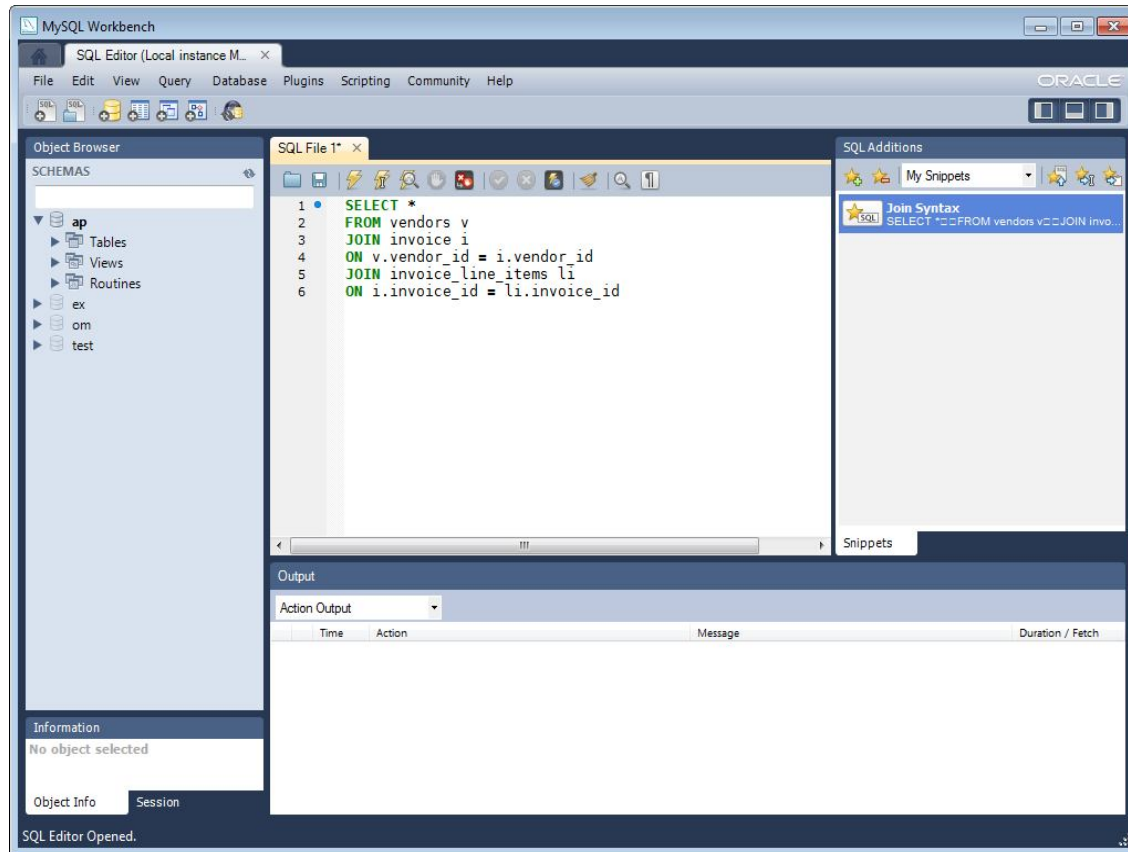 MySQL Workbench
SQL Editor (Local instance M...
File Edit View Query Database Plugins Scripting Community Help
ORACLE
Object Browser
SCHEMAS
ap
Tables
Views
Routines
ex
om
test
SQL File 1*
1 SELECT *
2 FROM vendors v
3 JOIN invoice i
4 ON v.vendor_id = i.vendor_id
5 JOIN invoice_line_items li
6 ON i.invoice_id = li.invoice_id
SQL Additions
My Snippets
SQL
Join Syntax
SELECT *□□FROM vendors v□□JOIN invo...
Snippets
Output
Action Output
Time Action Message Duration / Fetch
Information
No object selected
Object Info Session
SQL Editor Opened.